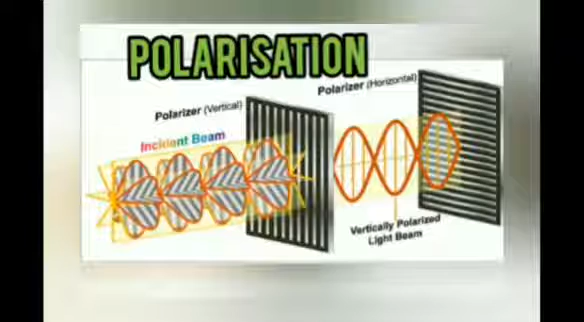 POLARISATION
Polarizer (Horizontal)
Polarizer (Vertical)
Incident Beam
Vertically Polarized
Light Beam